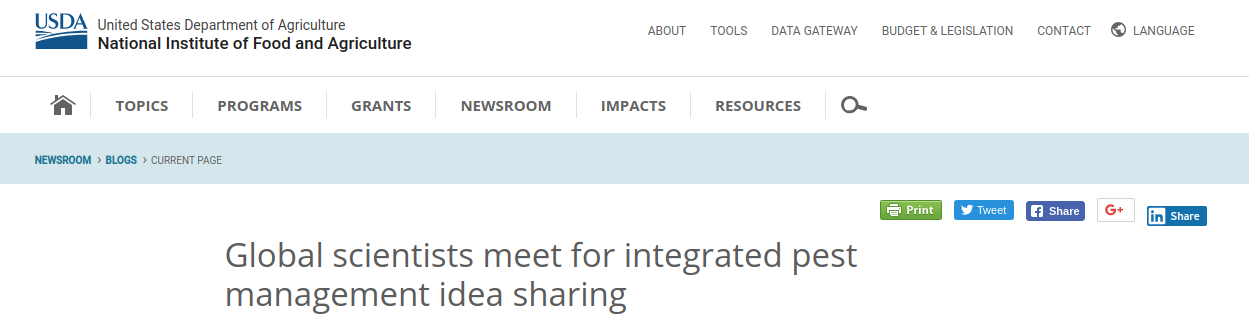 USDA
United States Department of Agriculture
National Institute of Food and Agriculture
ABOUT TOOLS DATA GATEWAY BUDGET & LEGISLATION CONTACT LANGUAGE
TOPICS PROGRAMS GRANTS NEWSROOM IMPACTS RESOURCES
NEWSROOM › BLOGS › CURRENT PAGE
Print Tweet Share G+ in Share
Global scientists meet for integrated pest
management idea sharing